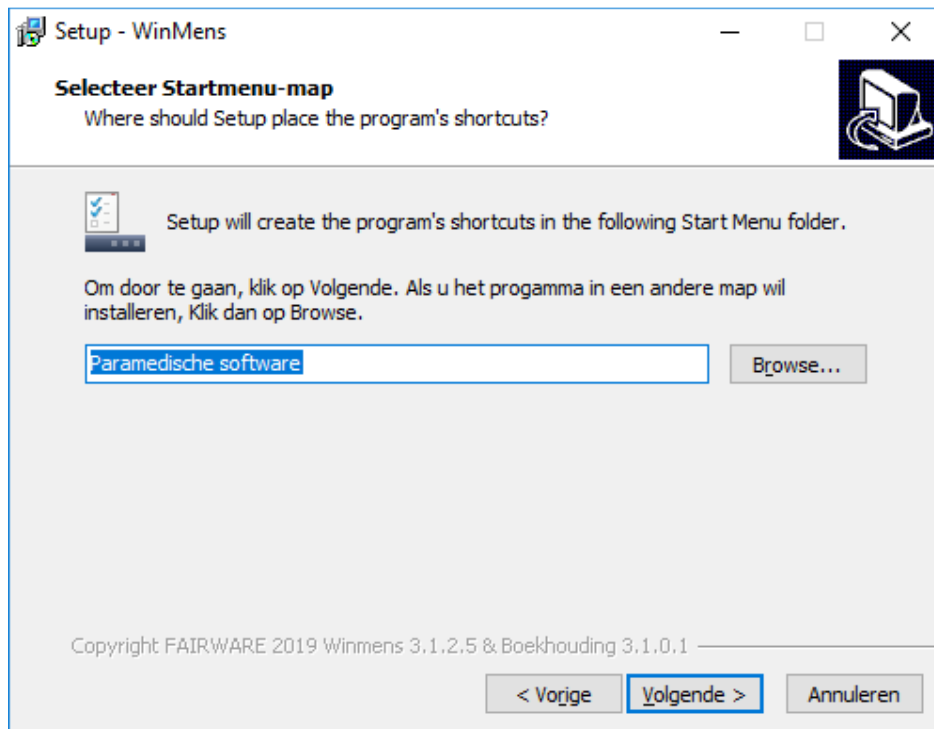 Setup - WinMens
Selecteer Startmenu-map
Where should Setup place the program's shortcuts?
Setup will create the program's shortcuts in the following Start Menu folder.
Om door te gaan, klik op Volgende. Als u het progamma in een andere map wil
installeren, Klik dan op Browse.
Paramedische software
Browse...
Copyright FAIRWARE 2019 Winmens 3.1.2.5 & Boekhouding 3.1.0.1
< Vorige
Volgende >
Annuleren